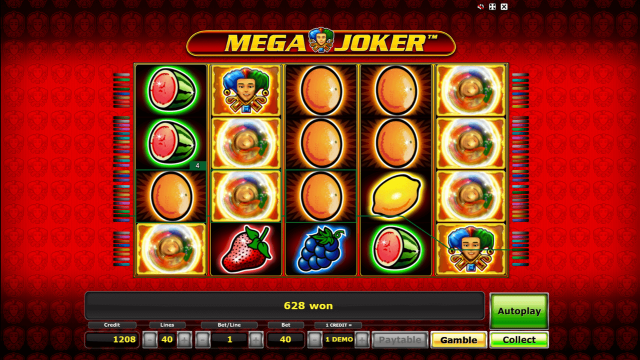 MEGA JOKER™
4
628 won
Autoplay
Credit Lines Bet/Line Bet 1 CREDIT =
1208 40 1 40 1 DEMO Paytable Gamble Collect